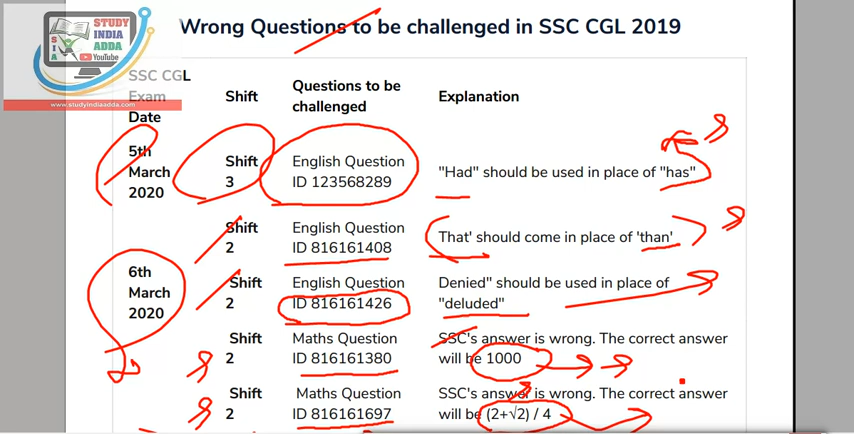 STUDY
INDIA
ADDA
SIA
YouTube
www.studyindiaadda.com
Wrong Questions to be challenged in SSC CGL 2019
SSC CGL
Exam
Date
Shift
Questions to be
challenged
Explanation
5th
March
2020
Shift
3
English Question
ID 123568289
"Had" should be used in place of "has"
Shift
2
English Question
ID 816161408
That' should come in place of 'than'
6th
March
2020
Shift
2
English Question
ID 816161426
Denied" should be used in place of
"deluded"
Shift
2
Maths Question
ID 816161380
SSC's answer is wrong. The correct answer
will be 1000
Shift
2
Maths Question
ID 816161697
SSC's answer is wrong. The correct answer
will be (2+√2) / 4